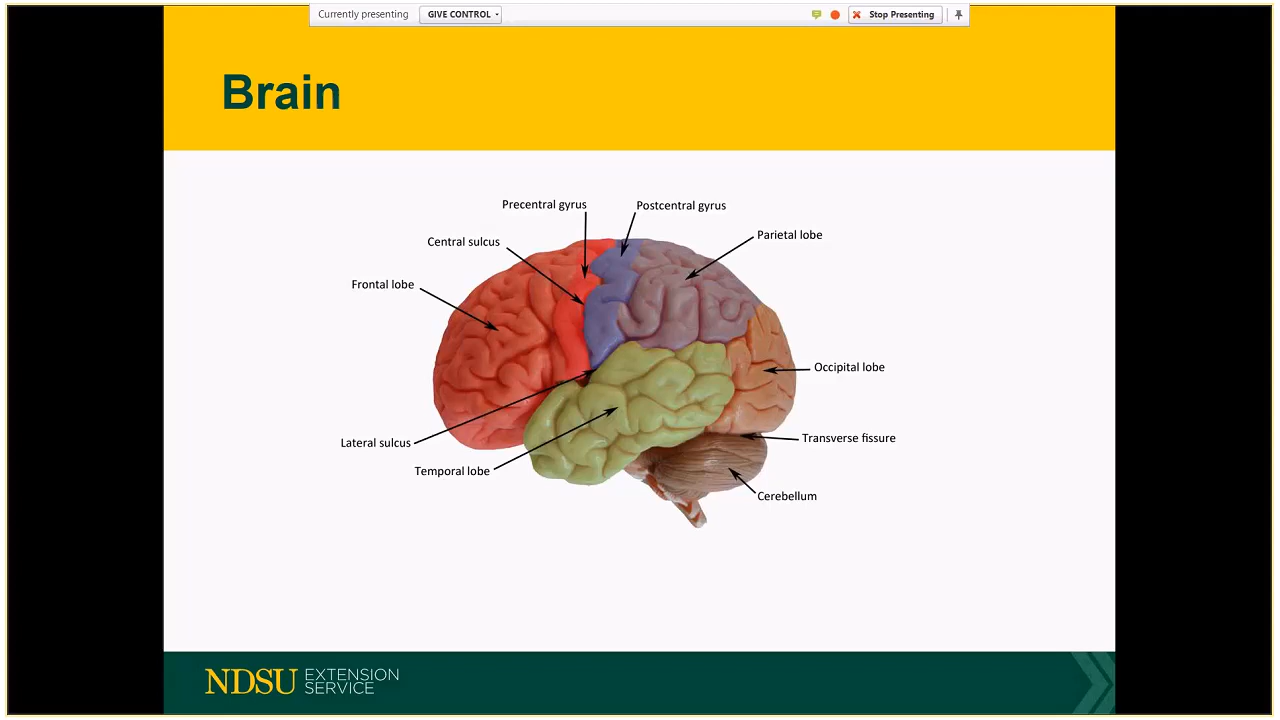 Currently presenting GIVE CONTROL Stop Presenting
Brain
Precentral gyrus
Postcentral gyrus
Central sulcus
Parietal lobe
Frontal lobe
Occipital lobe
Lateral sulcus
Transverse fissure
Temporal lobe
Cerebellum
NDSU EXTENSION
SERVICE